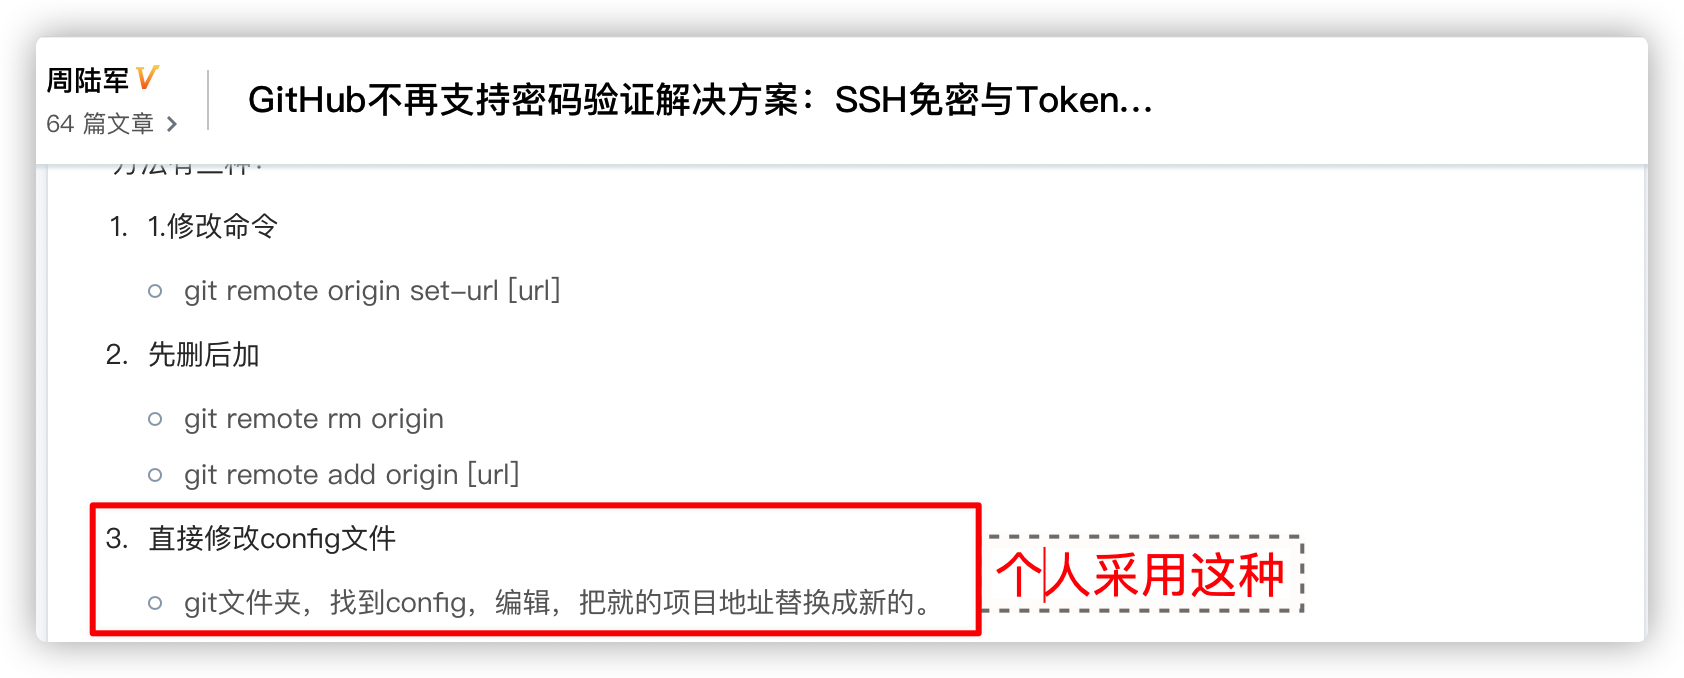 周陆军
64 篇文章
GitHub不再支持密码验证解决方案：SSH免密与Token...
方法有三种：
1. 1.修改命令
git remote origin set-url [url]
2. 先删后加
git remote rm origin
git remote add origin [url]
3. 直接修改config文件
git文件夹，找到config，编辑，把就的项目地址替换成新的。
个人采用这种